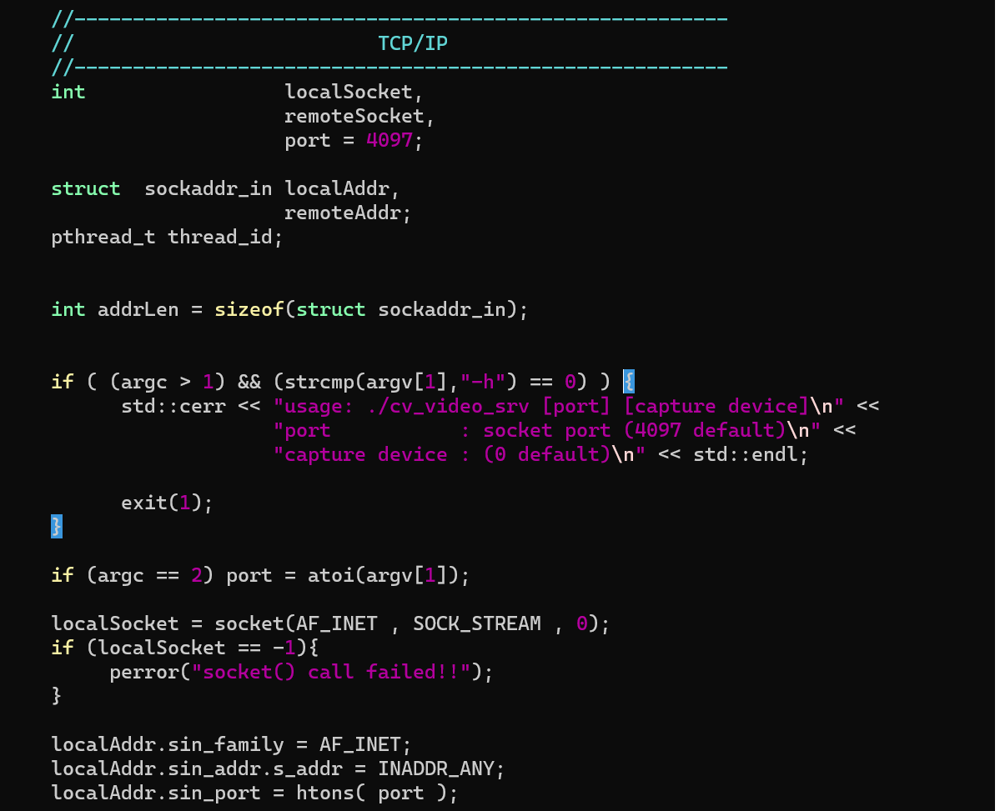 //--------------------------------------------------------
//                          TCP/IP
//--------------------------------------------------------
int                 localSocket,
                    remoteSocket,
                    port = 4097;

struct  sockaddr_in localAddr,
                    remoteAddr;
pthread_t thread_id;


int addrLen = sizeof(struct sockaddr_in);


if ( (argc > 1) && (strcmp(argv[1],"-h") == 0) ) {
      std::cerr << "usage: ./cv_video_srv [port] [capture device]\n" <<
                   "port           : socket port (4097 default)\n" <<
                   "capture device : (0 default)\n" << std::endl;

      exit(1);
}

if (argc == 2) port = atoi(argv[1]);

localSocket = socket(AF_INET , SOCK_STREAM , 0);
if (localSocket == -1){
     perror("socket() call failed!!");
}

localAddr.sin_family = AF_INET;
localAddr.sin_addr.s_addr = INADDR_ANY;
localAddr.sin_port = htons( port );